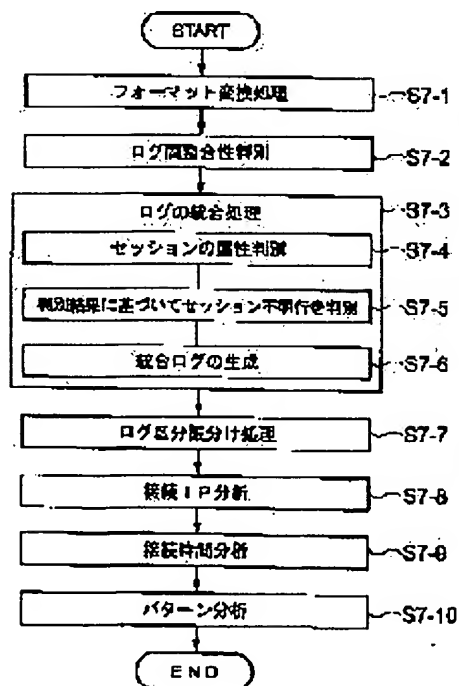 START
フォーマット変換処理
S7-1
ログ間整合性判別
S7-2
ログの統合処理
S7-3
セッションの属性判別
S7-4
判別結果に基づいてセッション不明行を判別
S7-5
統合ログの生成
S7-6
ログ区分振分け処理
S7-7
接続IP分析
S7-8
接続時間分析
S7-9
パターン分析
S7-10
END